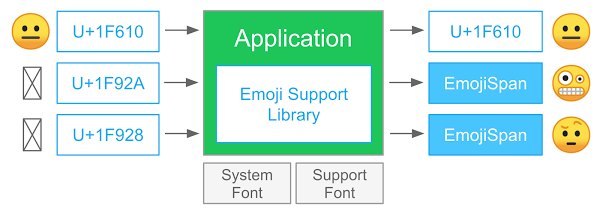 U+1F610
Application
U+1F610
U+1F92A
Emoji Support
Library
EmojiSpan
U+1F928
EmojiSpan
System
Font
Support
Font